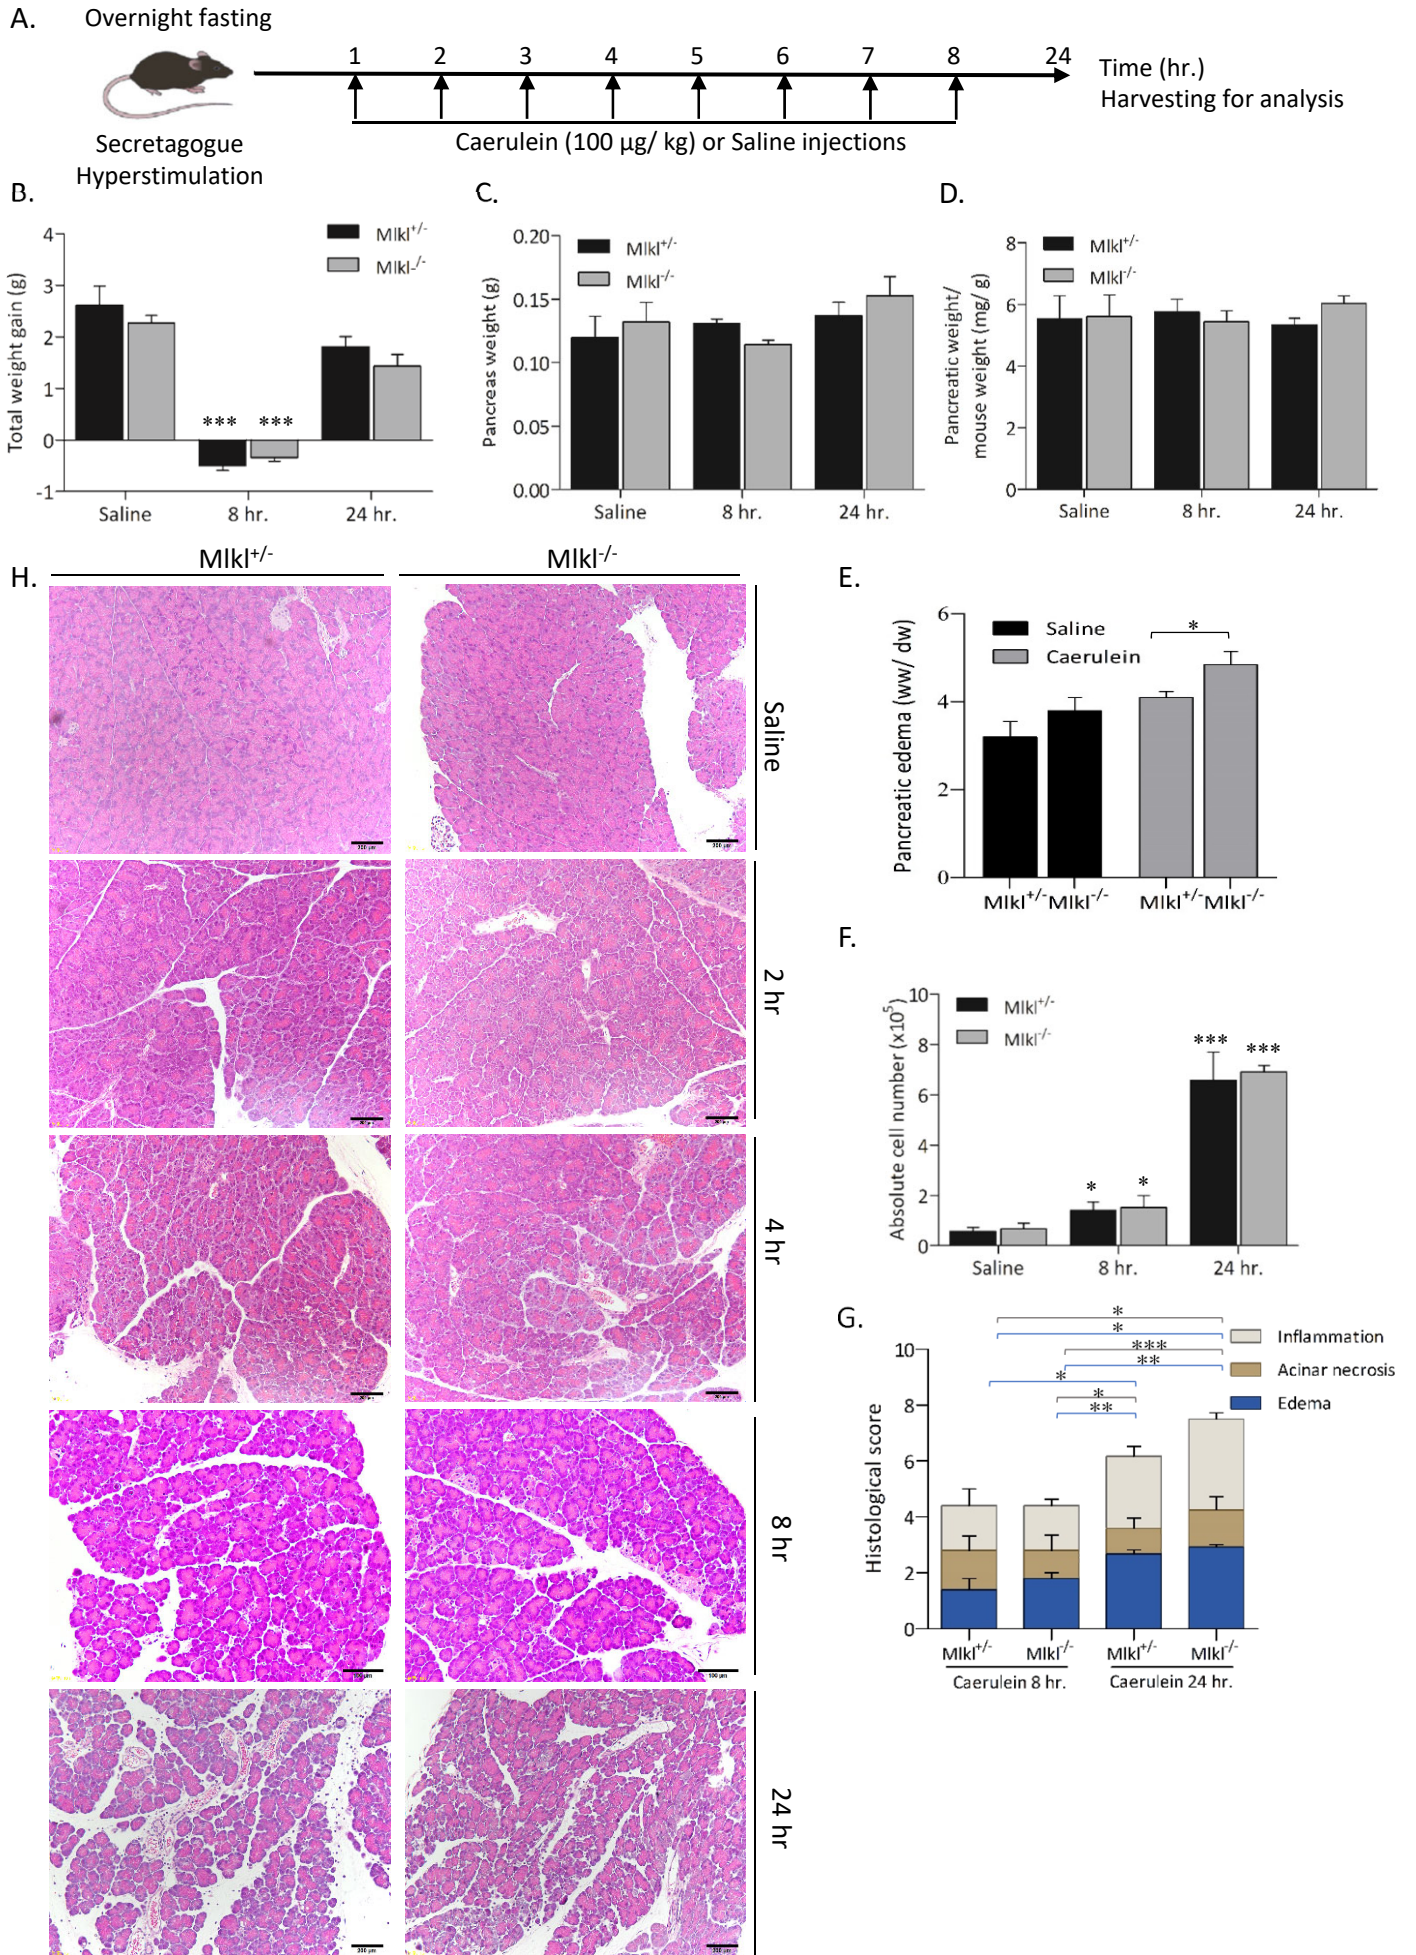 A.
Overnight fasting
1 2 3 4 5 6 7 8 24
Time (hr.)
Harvesting for analysis
Secretagogue
Hyperstimulation
Caerulein (100 µg/ kg) or Saline injections
B.
Total weight gain (g)
4
3
2
1
0
-1
Mlkl+/-
Mlkl-/-
*** ***
Saline 8 hr. 24 hr.
C.
Pancreas weight (g)
0.20
0.15
0.10
0.05
0.00
Mlkl+/-
Mlkl-/-
Saline 8 hr. 24 hr.
D.
Pancreatic weight/
mouse weight (mg/ g)
8
6
4
2
0
Mlkl+/-
Mlkl-/-
Saline 8 hr. 24 hr.
H.
Mlkl+/- Mlkl-/-
Saline
2 hr
4 hr
8 hr
24 hr
E.
Pancreatic edema (ww/ dw)
6
4
2
0
Saline
Caerulein
*
Mlkl+/- Mlkl-/- Mlkl+/- Mlkl-/-
F.
Absolute cell number (x105)
10
8
6
4
2
0
Mlkl+/-
Mlkl-/-
* * *** ***
Saline 8 hr. 24 hr.
G.
Histological score
10
8
6
4
2
0
*
*
***
**
*
*
**
Inflammation
Acinar necrosis
Edema
Mlkl+/- Mlkl-/- Mlkl+/- Mlkl-/-
Caerulein 8 hr. Caerulein 24 hr.